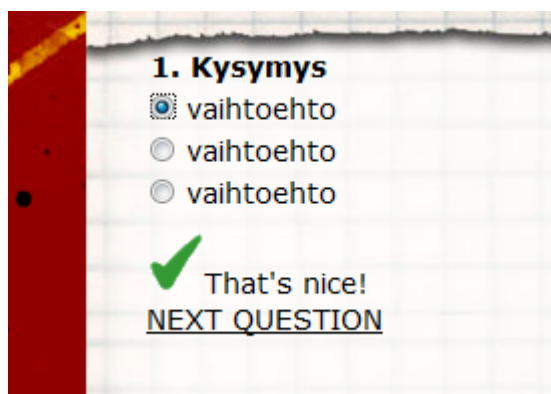 1. Kysymys
vaihtoehto
vaihtoehto
vaihtoehto
That's nice!
NEXT QUESTION